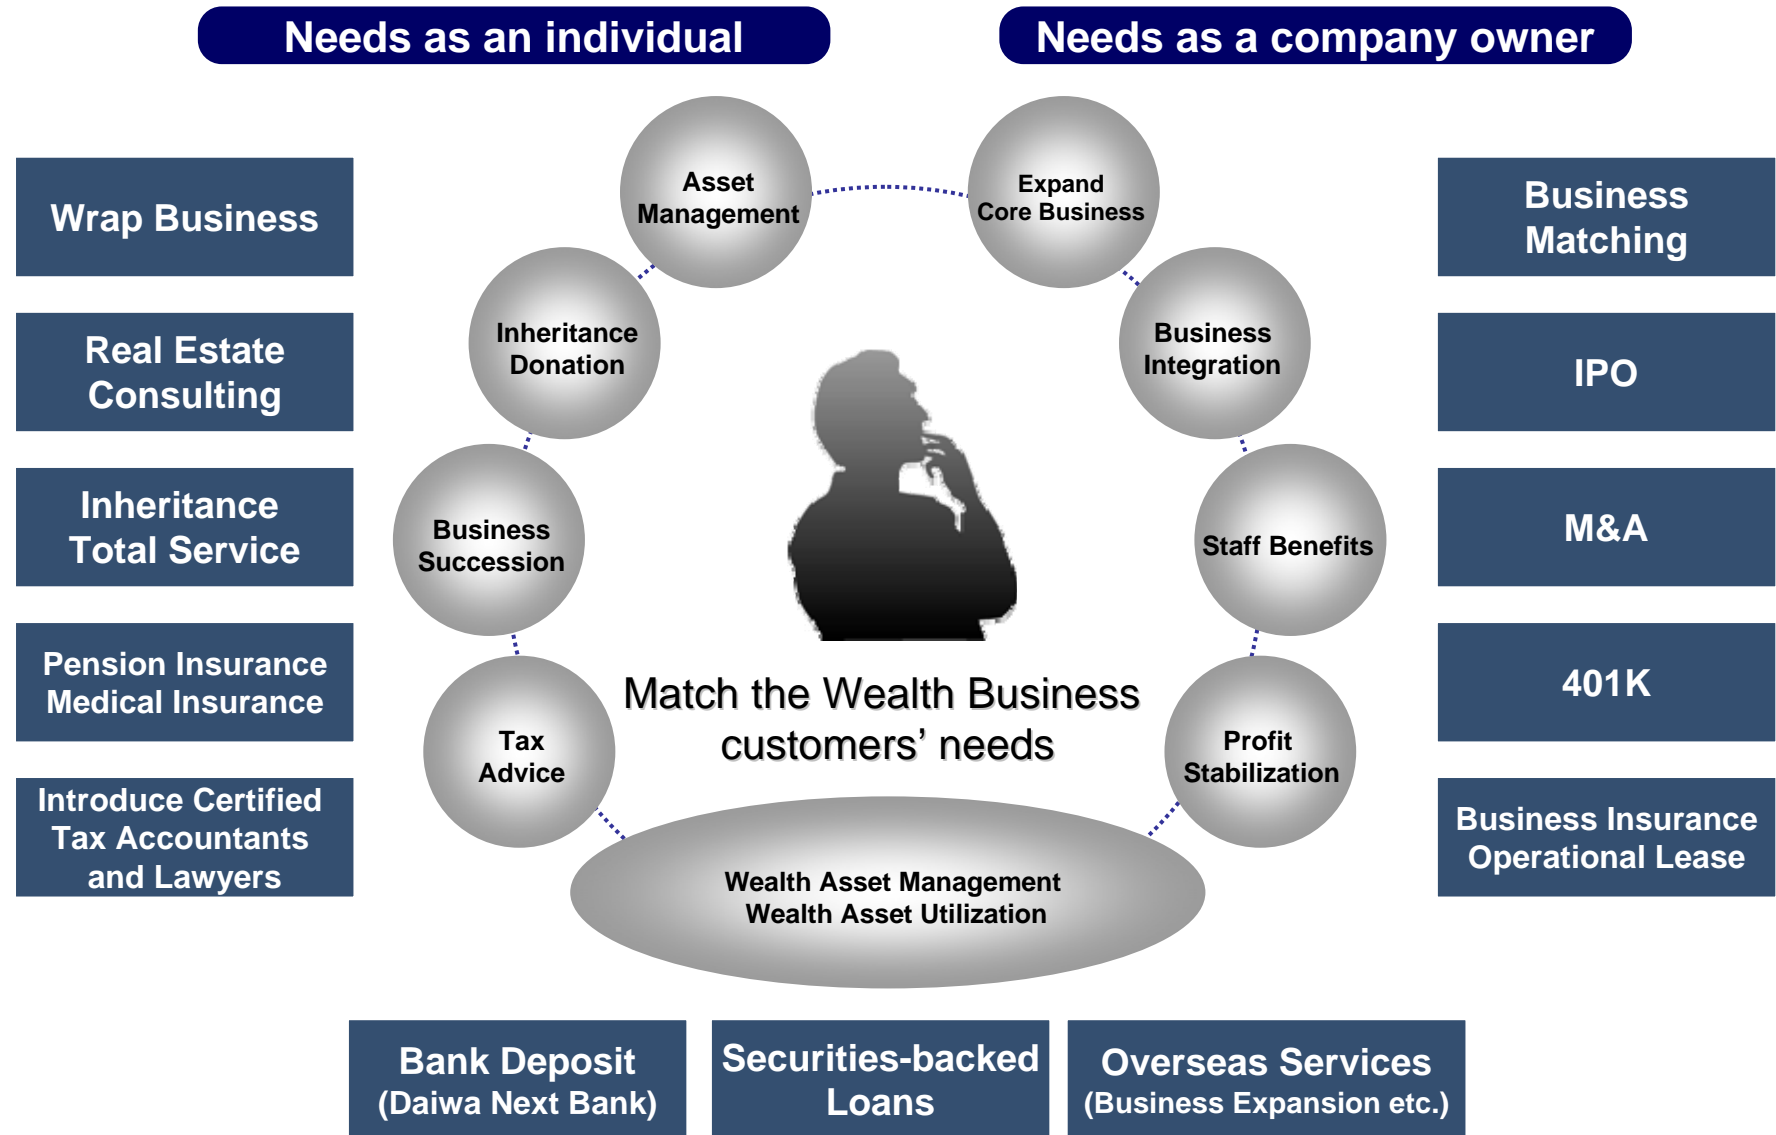 Needs as an individual
Needs as a company owner
Wrap Business
Real Estate
Consulting
Inheritance
Total Service
Pension Insurance
Medical Insurance
Introduce Certified
Tax Accountants
and Lawyers
Asset
Management
Inheritance
Donation
Business
Succession
Tax
Advice
Expand
Core Business
Business
Integration
Staff Benefits
Profit
Stabilization
Match the Wealth Business
customers’ needs
Wealth Asset Management
Wealth Asset Utilization
Business
Matching
IPO
M&A
401K
Business Insurance
Operational Lease
Bank Deposit
(Daiwa Next Bank)
Securities-backed
Loans
Overseas Services
(Business Expansion etc.)